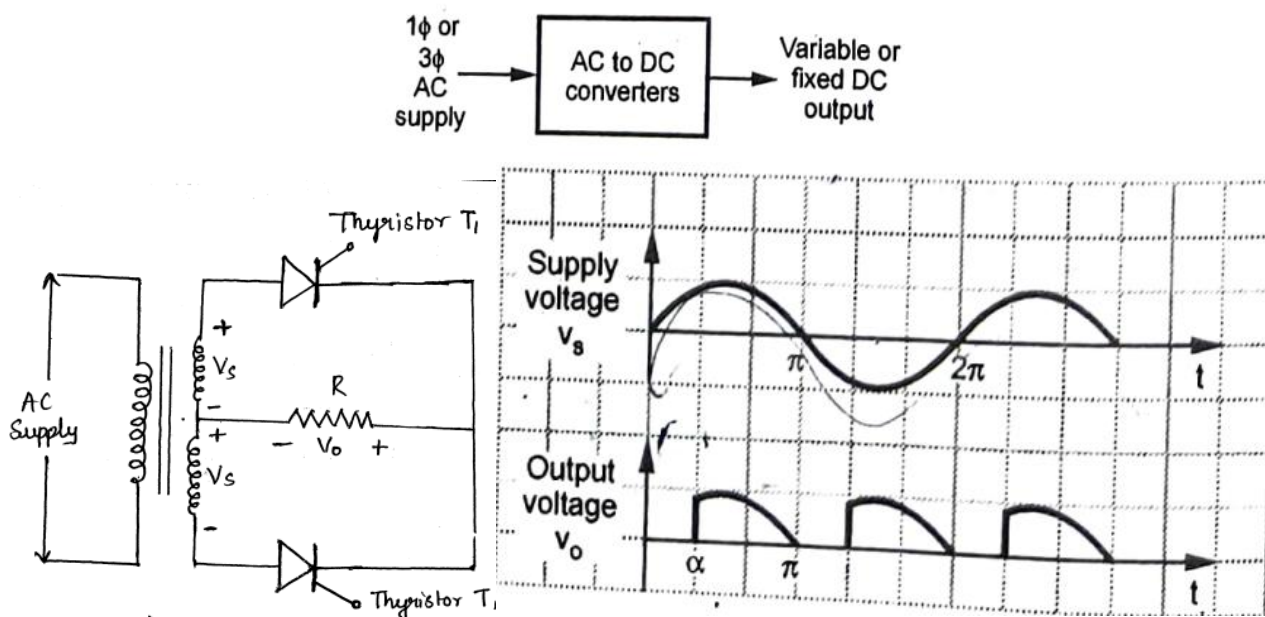 1ϕ or
3ϕ
AC
supply
AC to DC
converters
Variable or
fixed DC
output
Thyristor T1
+
Vs
-
R
- Vo +
AC
Supply
+
Vs
-
Thyristor T1
Supply
voltage
vs
π
2π
t
Output
voltage
vo
α
π
t